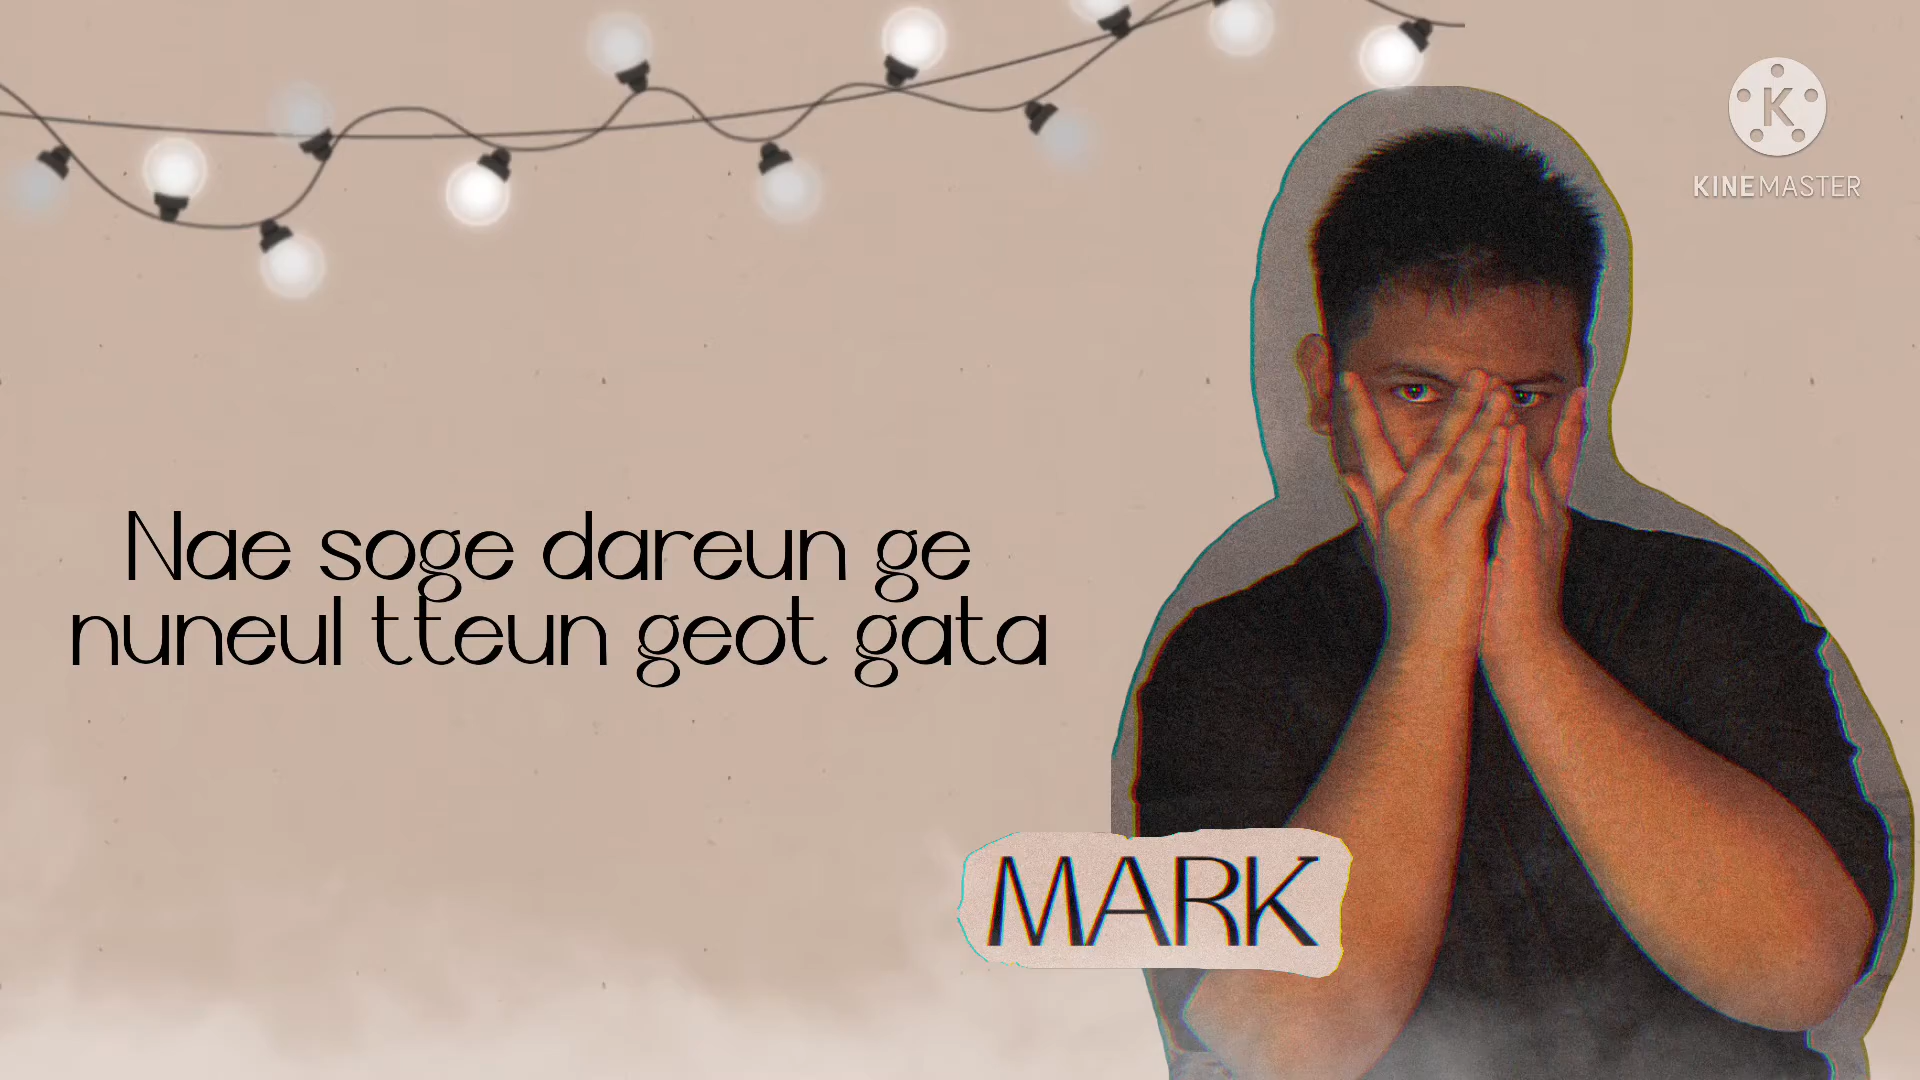 K
KINEMASTER
Nae soge dareun ge
nuneul tteun geot gata
MARK